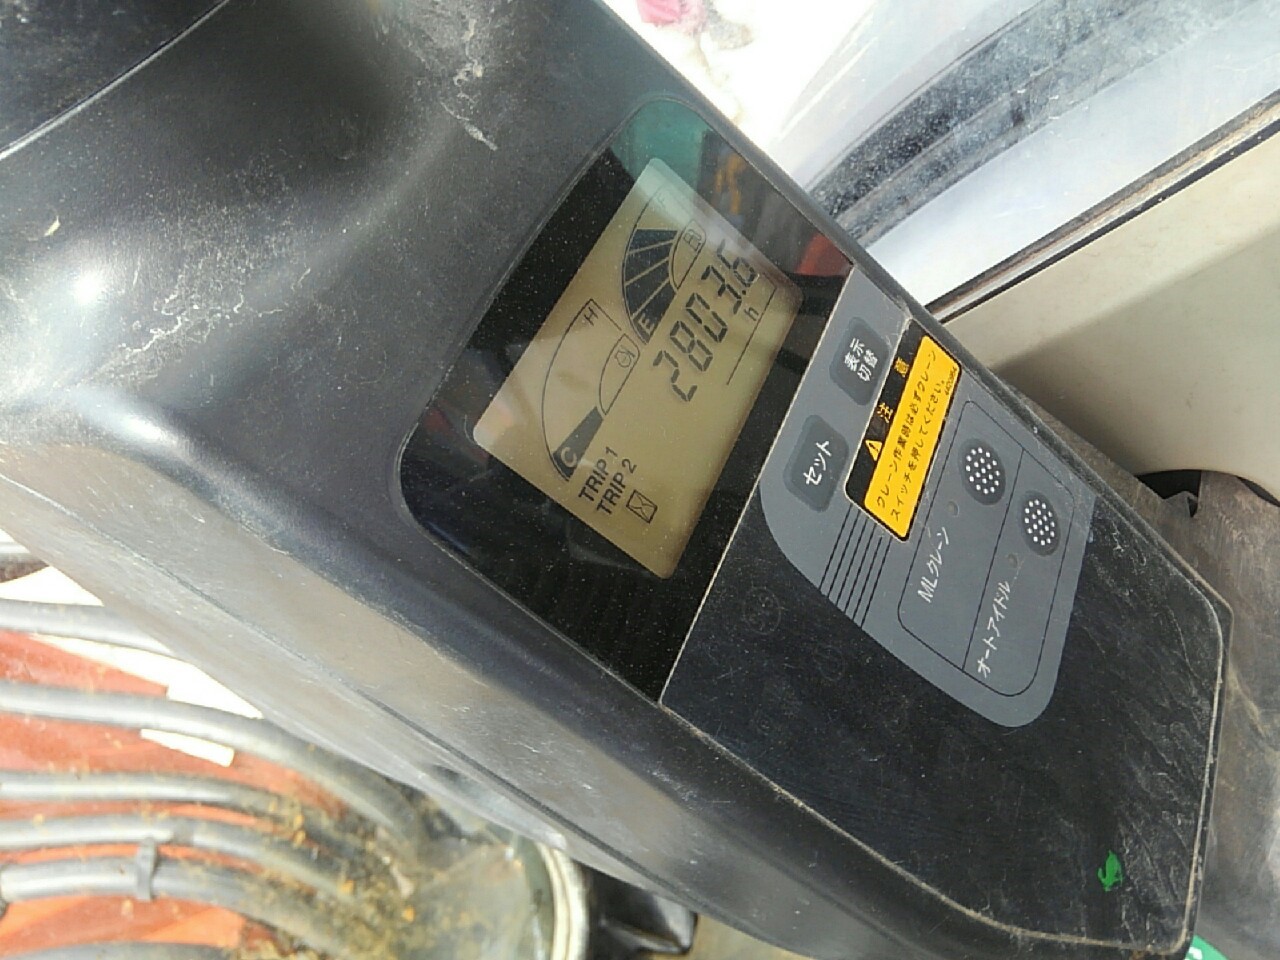 F
E
H
C
2803.6
h
TRIP 1
TRIP 2
表示
切替
セット
注意
クレーン作業時は必ずクレーン
スイッチを押してください。
MLクレーン
オートアイドル